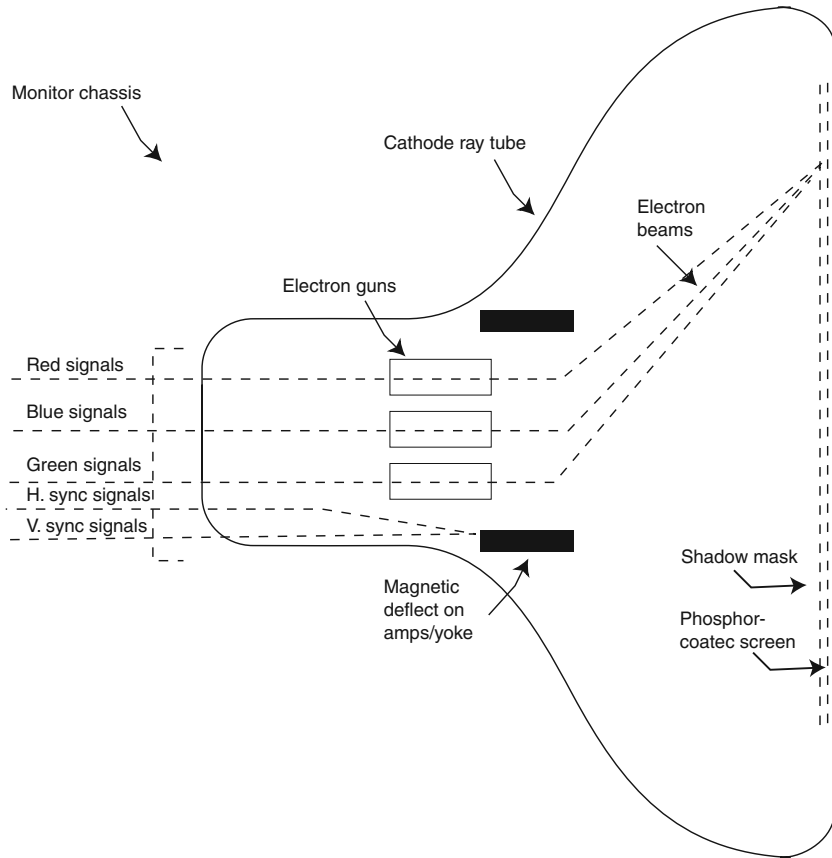 Monitor chassis
Cathode ray tube
Electron
beams
Electron guns
Red signals
Blue signals
Green signals
H. sync signals
V. sync signals
Magnetic
deflect on
amps/yoke
Shadow mask
Phosphor-
coatec screen